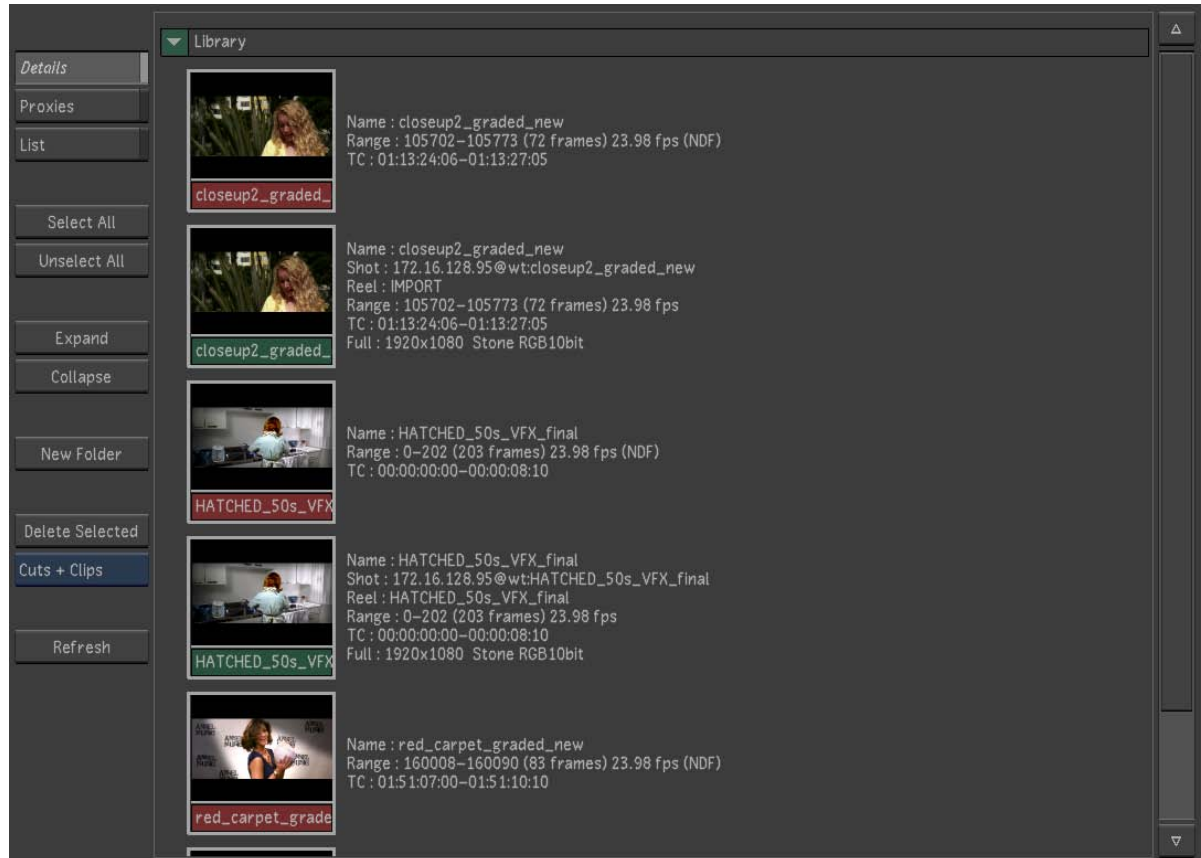 Library
Details
Proxies
List
Select All
Unselect All
Expand
Collapse
New Folder
Delete Selected
Cuts + Clips
Refresh
closeup2_graded_
Name : closeup2_graded_new
Range : 105702-105773 (72 frames) 23.98 fps (NDF)
TC : 01:13:24:06-01:13:27:05
closeup2_graded_
Name : closeup2_graded_new
Shot : 172.16.128.95@wt:closeup2_graded_new
Reel : IMPORT
Range : 105702-105773 (72 frames) 23.98 fps
TC : 01:13:24:06-01:13:27:05
Full : 1920x1080 Stone RGB10bit
HATCHED_50s_VFX
Name : HATCHED_50s_VFX_final
Range : 0-202 (203 frames) 23.98 fps (NDF)
TC : 00:00:00:00-00:00:08:10
HATCHED_50s_VFX
Name : HATCHED_50s_VFX_final
Shot : 172.16.128.95@wt:HATCHED_50s_VFX_final
Reel : HATCHED_50s_VFX_final
Range : 0-202 (203 frames) 23.98 fps
TC : 00:00:00:00-00:00:08:10
Full : 1920x1080 Stone RGB10bit
red_carpet_grade
Name : red_carpet_graded_new
Range : 160008-160090 (83 frames) 23.98 fps (NDF)
TC : 01:51:07:00-01:51:10:10